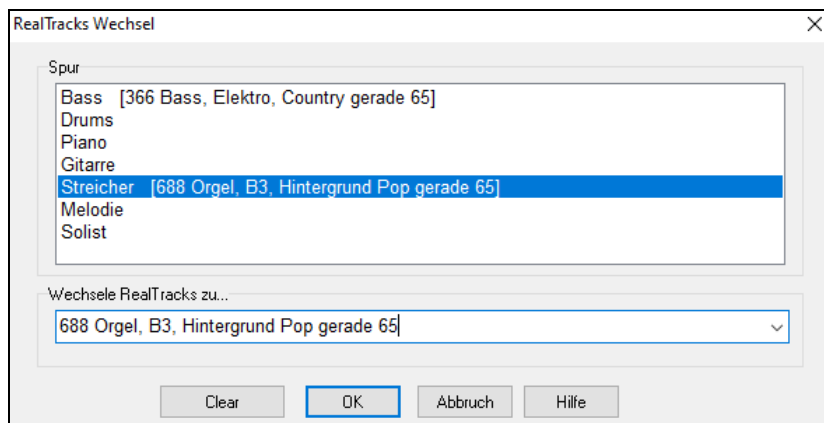 RealTracks Wechsel
Spur
Bass [366 Bass, Elektro, Country gerade 65]
Drums
Piano
Gitarre
Streicher [688 Orgel, B3, Hintergrund Pop gerade 65]
Melodie
Solist
Wechsele RealTracks zu...
688 Orgel, B3, Hintergrund Pop gerade 65
Clear OK Abbruch Hilfe